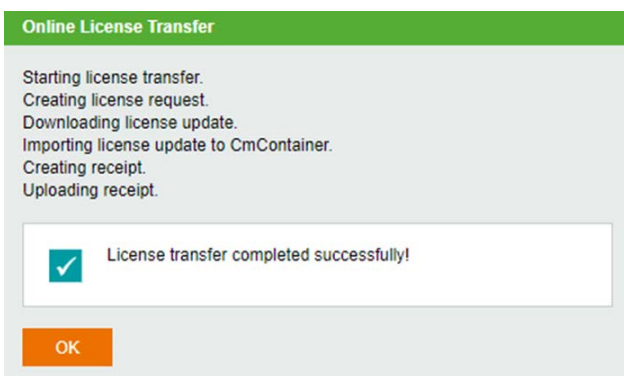 Online License Transfer
Starting license transfer.
Creating license request.
Downloading license update.
Importing license update to CmContainer.
Creating receipt.
Uploading receipt.
License transfer completed successfully!
OK